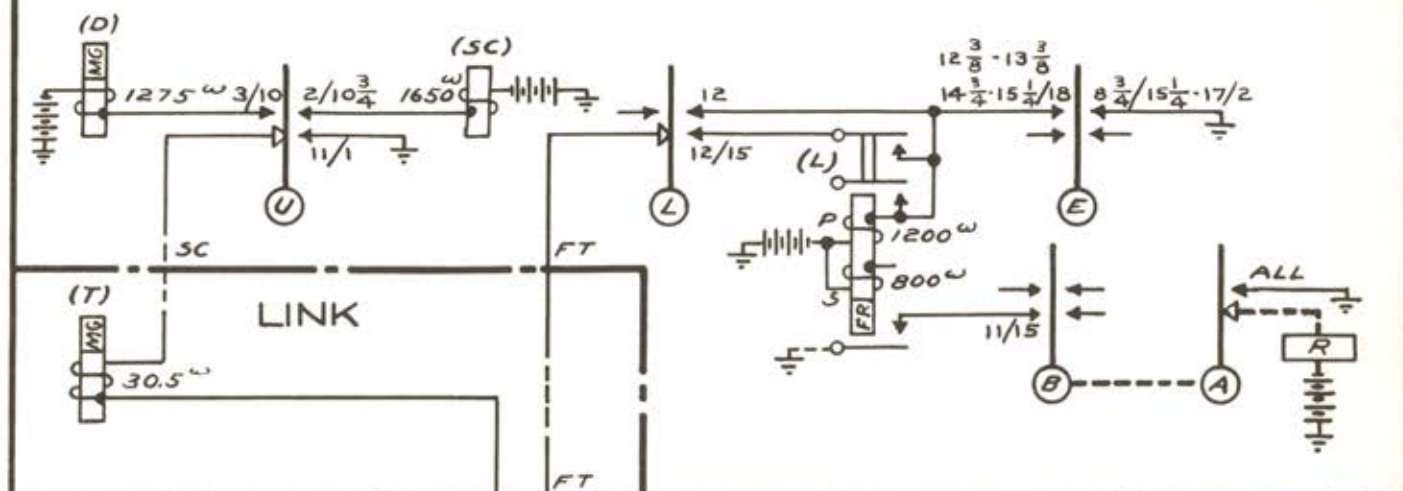 (D)
MG
1275 ω
3/10
2/10 3/4
(SC)
1650 ω
11/1
U
12
12/15
L
(L)
12 3/8 - 13 3/8
14 3/4 - 15 1/4/18
8 3/4/15 1/4 - 17/2
E
P
1200 ω
800 ω
S
FR
11/15
B
ALL
R
A
SC
FT
(T)
MG
30.5 ω
LINK
FT